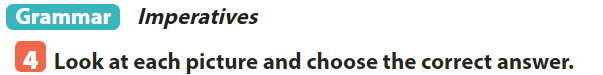 Grammar Imperatives
4 Look at each picture and choose the correct answer.